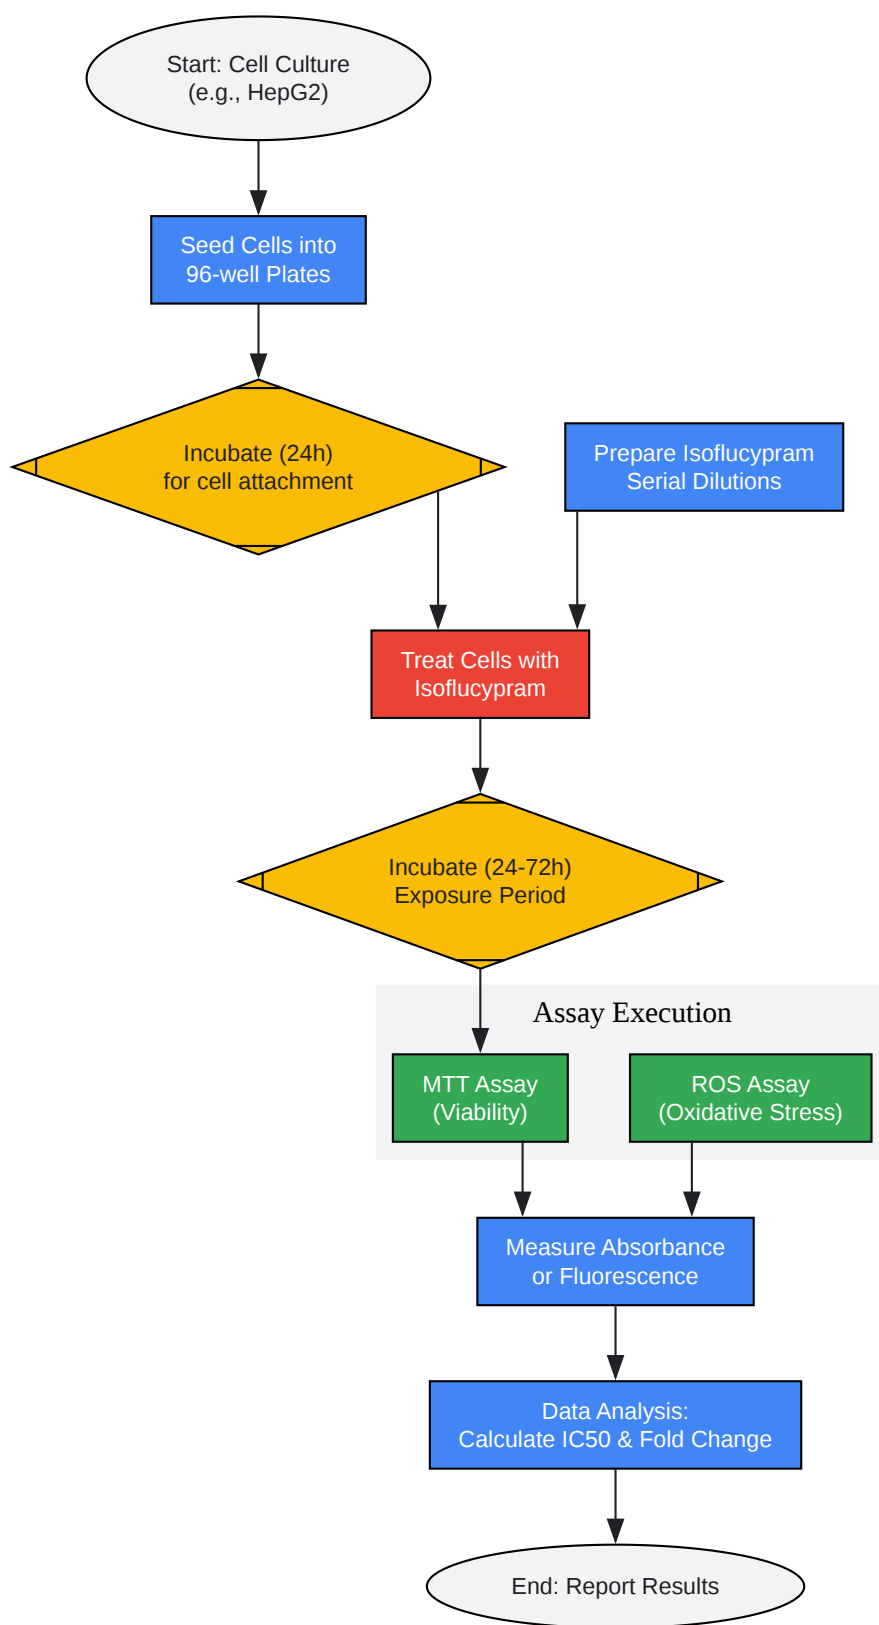 Start: Cell Culture
(e.g., HepG2)
Seed Cells into
96-well Plates
Incubate (24h)
for cell attachment
Prepare Isoflucypram
Serial Dilutions
Treat Cells with
Isoflucypram
Incubate (24-72h)
Exposure Period
Assay Execution
MTT Assay
(Viability)
ROS Assay
(Oxidative Stress)
Measure Absorbance
or Fluorescence
Data Analysis:
Calculate IC50 & Fold Change
End: Report Results